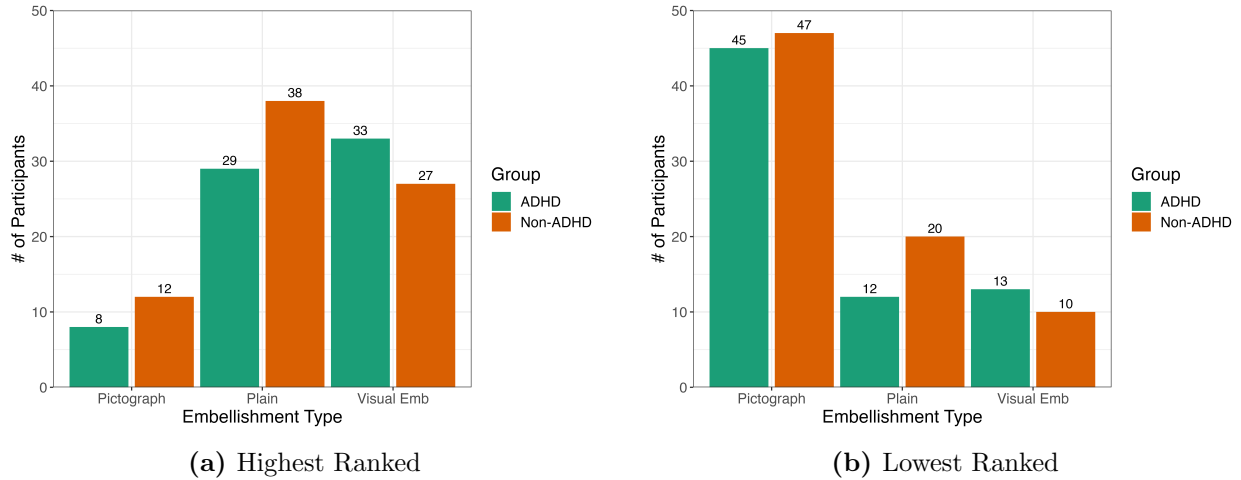 50
40
30
20
10
0
# of Participants
8
12
29
38
33
27
Pictograph
Plain
Visual Emb
Embellishment Type
Group
ADHD
Non-ADHD
(a) Highest Ranked
50
40
30
20
10
0
# of Participants
45
47
12
20
13
10
Pictograph
Plain
Visual Emb
Embellishment Type
Group
ADHD
Non-ADHD
(b) Lowest Ranked